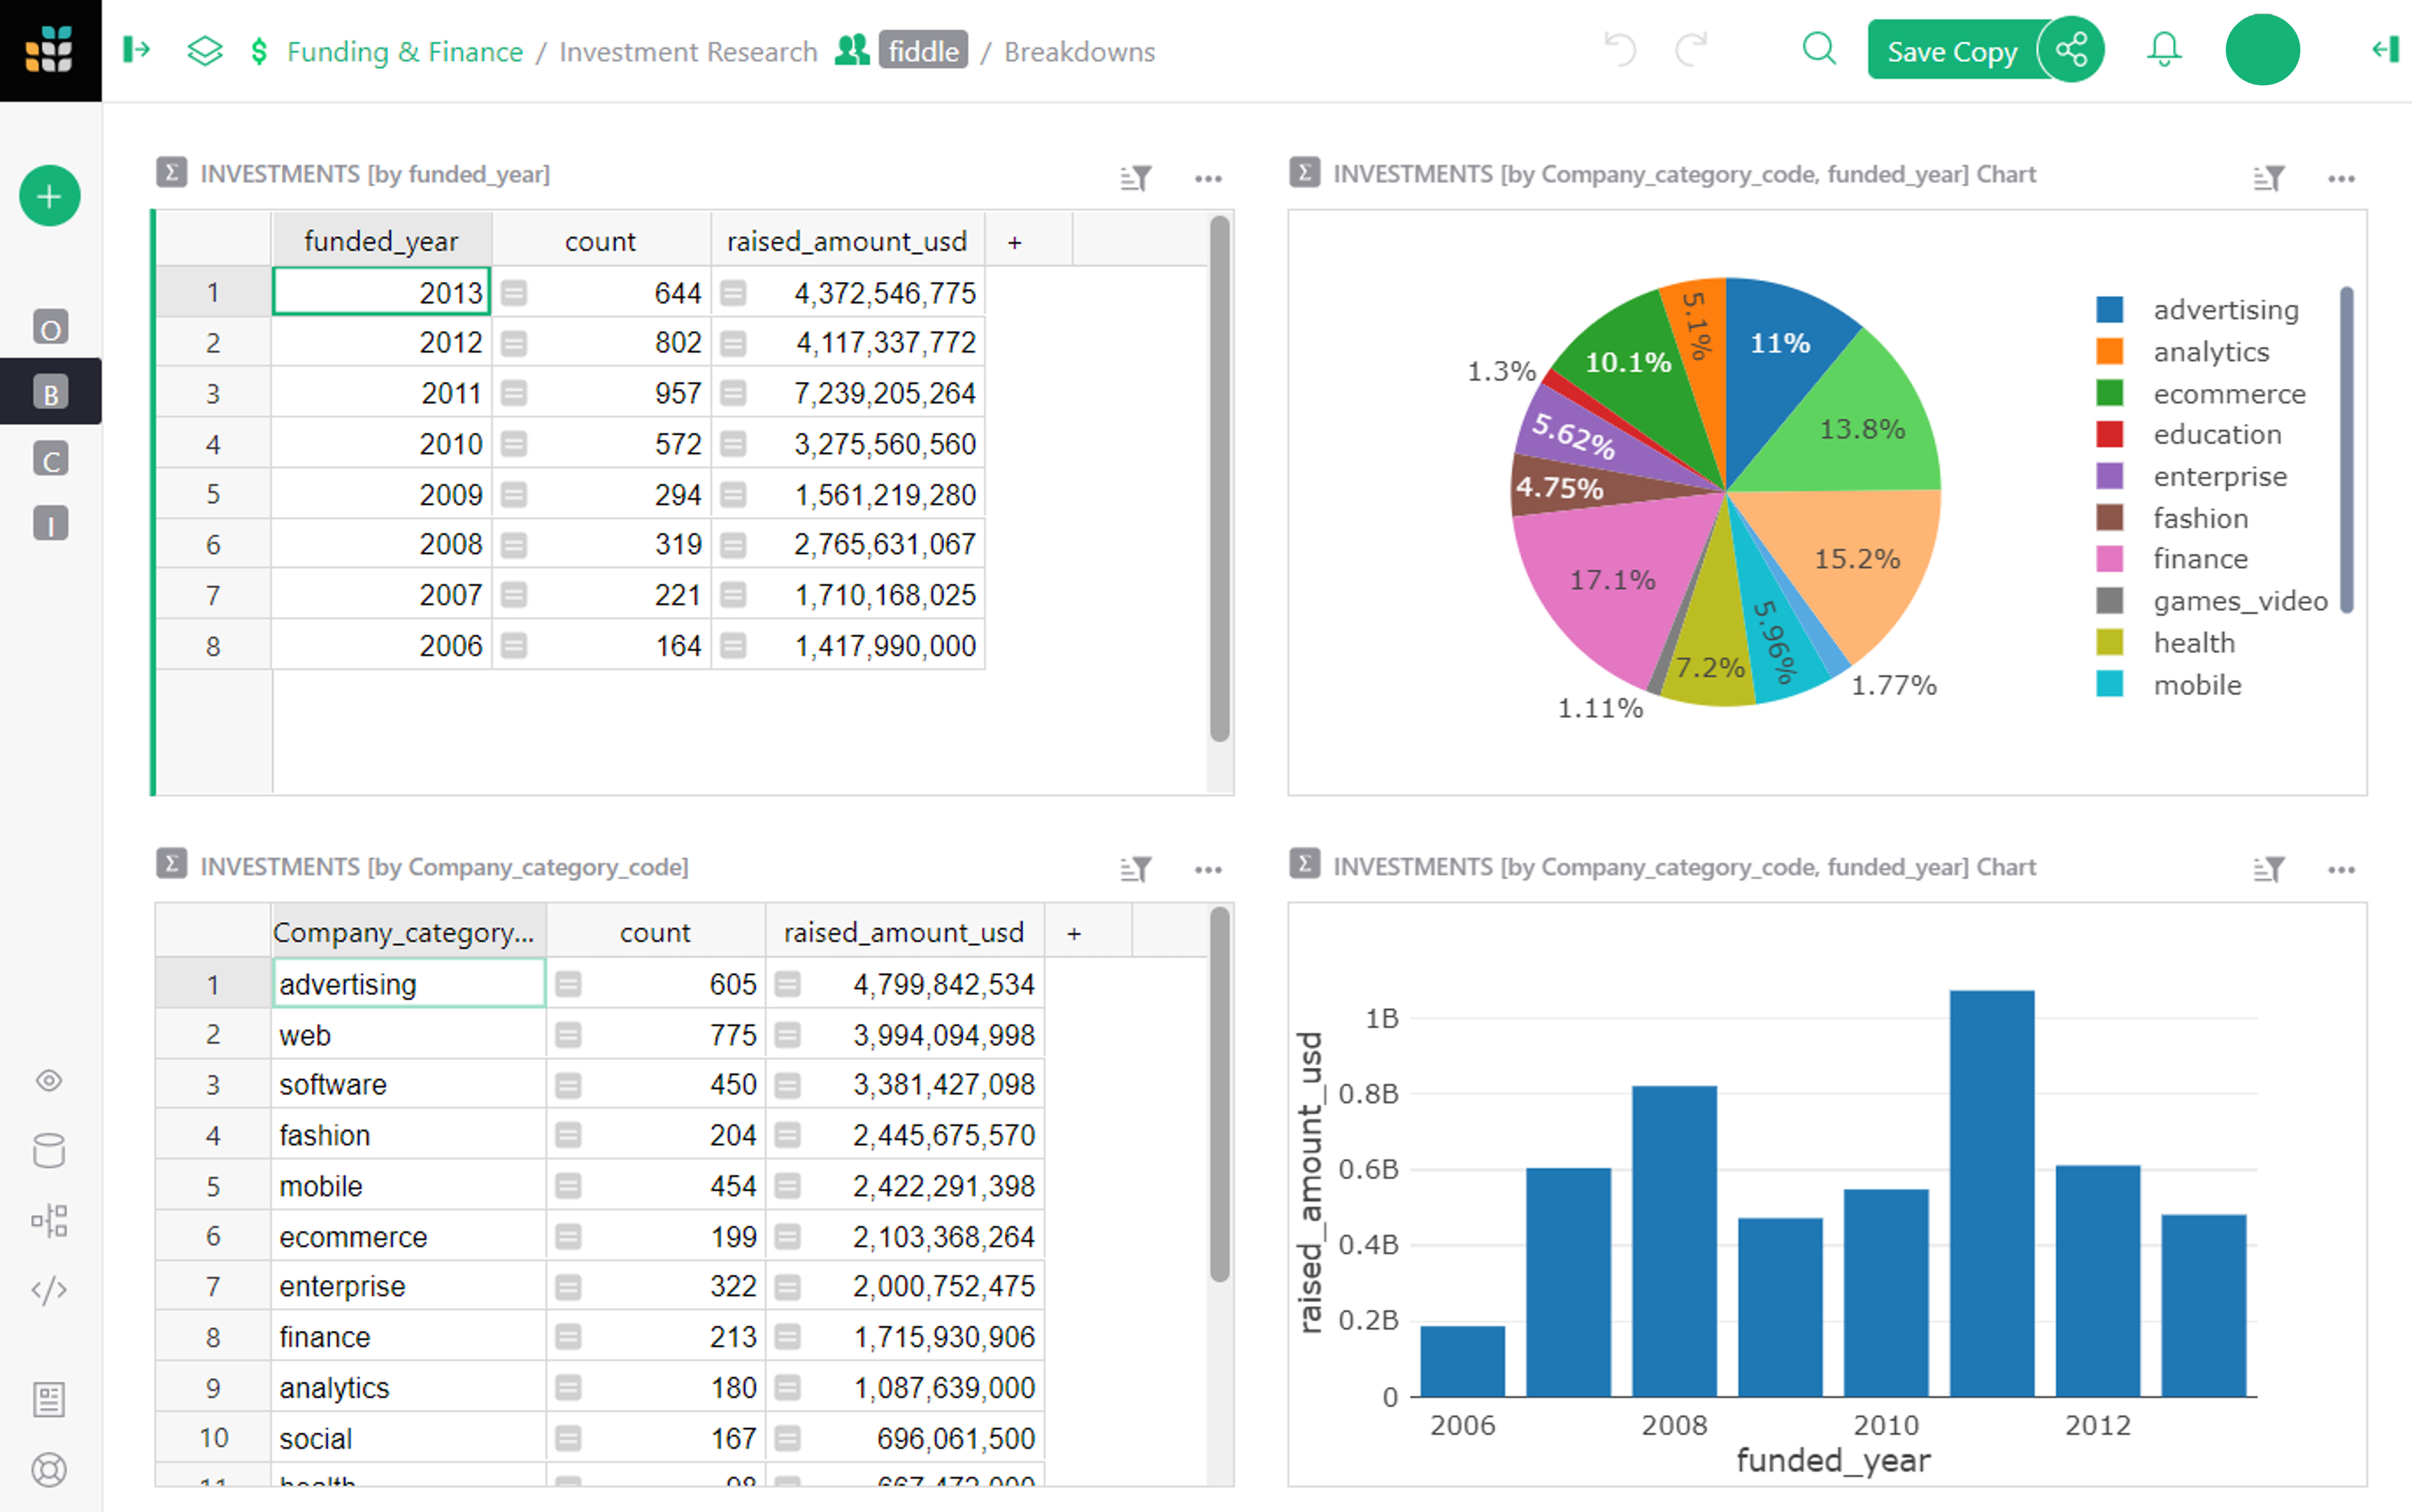 $ Funding & Finance / Investment Research fiddle / Breakdowns
Save Copy
O
B
C
I
Σ INVESTMENTS [by funded_year]
funded_year count raised_amount_usd +
1 2013 = 644 = 4,372,546,775
2 2012 = 802 = 4,117,337,772
3 2011 = 957 = 7,239,205,264
4 2010 = 572 = 3,275,560,560
5 2009 = 294 = 1,561,219,280
6 2008 = 319 = 2,765,631,067
7 2007 = 221 = 1,710,168,025
8 2006 = 164 = 1,417,990,000
Σ INVESTMENTS [by Company_category_code, funded_year] Chart
5.1%
11%
10.1%
1.3%
13.8%
5.62%
4.75%
15.2%
17.1%
5.96%
7.2%
1.77%
1.11%
advertising
analytics
ecommerce
education
enterprise
fashion
finance
games_video
health
mobile
Σ INVESTMENTS [by Company_category_code]
Company_category... count raised_amount_usd +
1 advertising = 605 = 4,799,842,534
2 web = 775 = 3,994,094,998
3 software = 450 = 3,381,427,098
4 fashion = 204 = 2,445,675,570
5 mobile = 454 = 2,422,291,398
6 ecommerce = 199 = 2,103,368,264
7 enterprise = 322 = 2,000,752,475
8 finance = 213 = 1,715,930,906
9 analytics = 180 = 1,087,639,000
10 social = 167 = 696,061,500
11 health
Σ INVESTMENTS [by Company_category_code, funded_year] Chart
raised_amount_usd
1B
0.8B
0.6B
0.4B
0.2B
0
2006 2008 2010 2012
funded_year